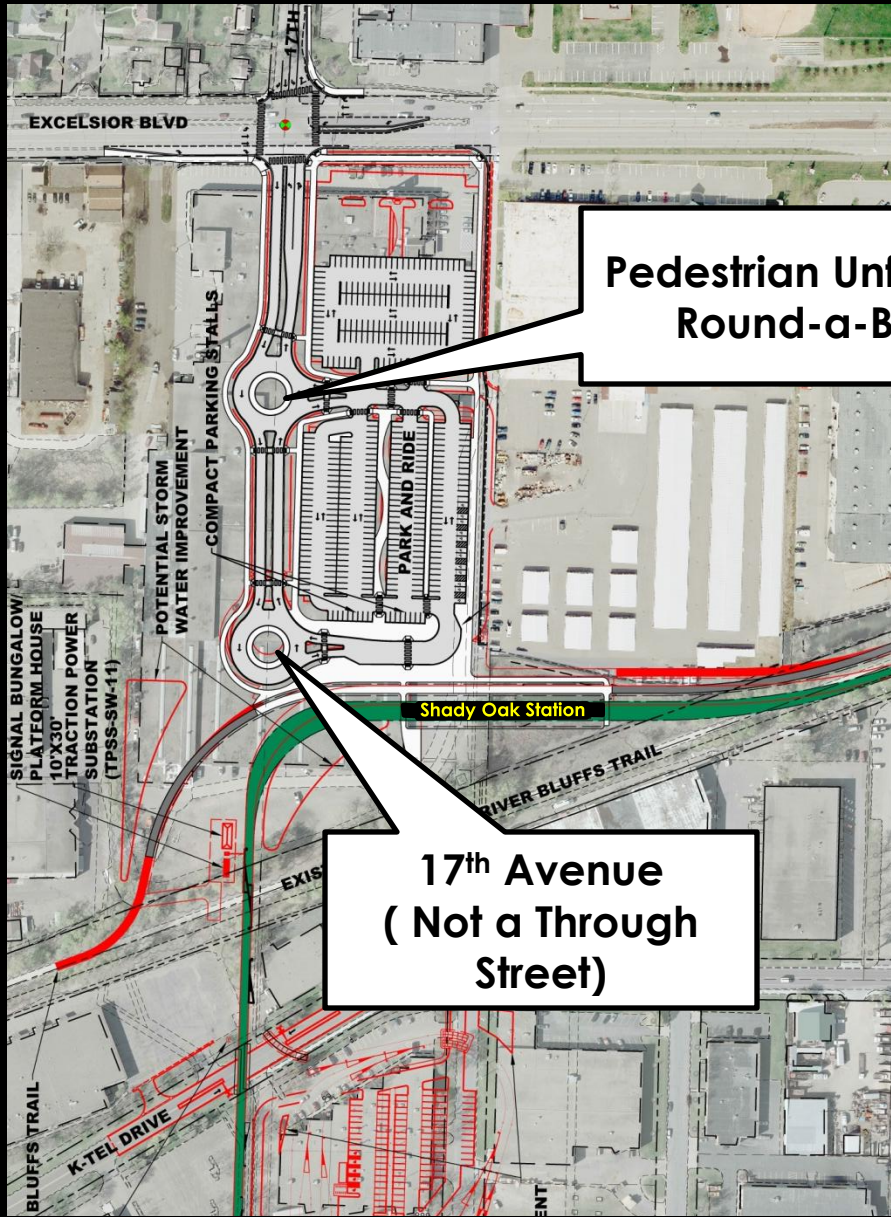 17TH
EXCELSIOR BLVD
Pedestrian
Round-a-B
COMPACT PARKING STALLS
POTENTIAL STORM
WATER IMPROVEMENT
PARK AND RIDE
SIGNAL BUNGALOW/
PLATFORM HOUSE
10'X30'
TRACTION POWER
SUBSTATION
(TPSS-SW-11)
Shady Oak Station
RIVER BLUFFS TRAIL
17th Avenue
( Not a Through
Street)
EXIS
BLUFFS TRAIL
K-TEL DRIVE
ENT